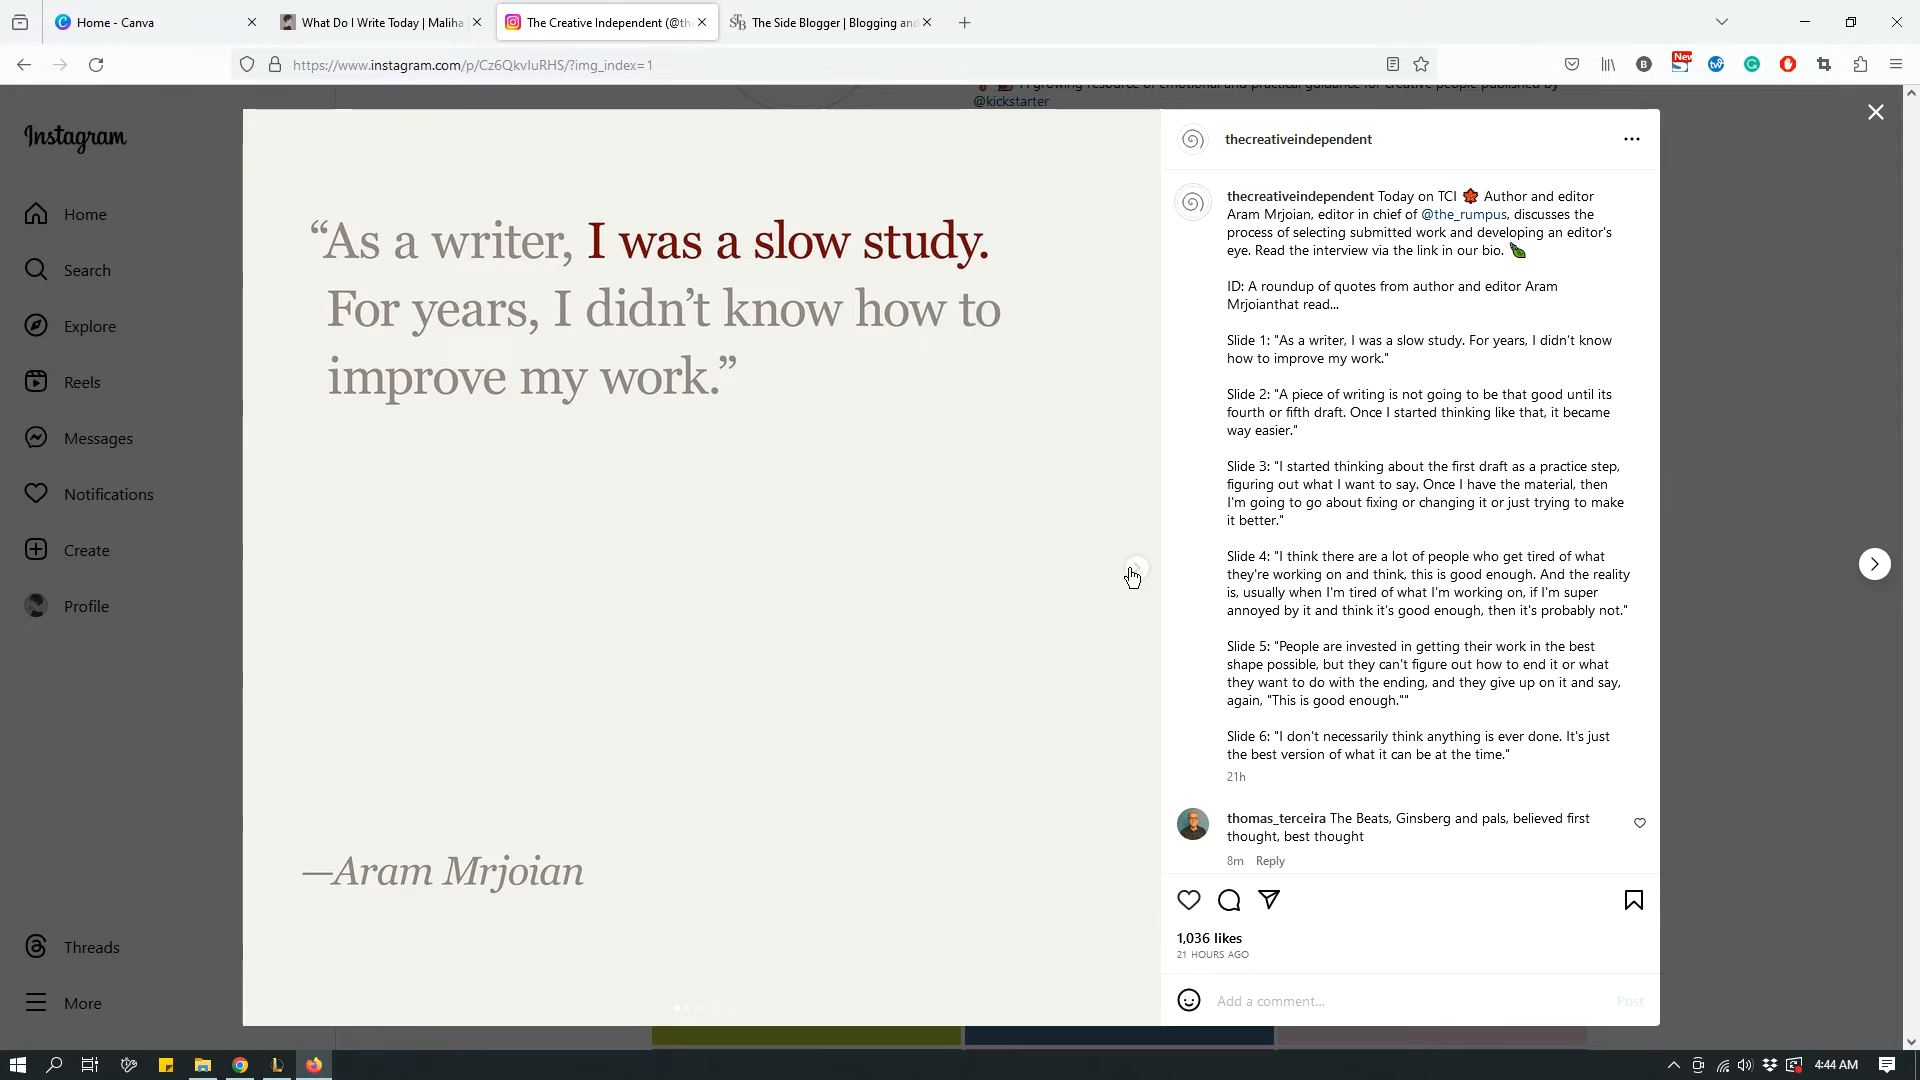 Home - Canva
What Do I Write Today | Maliha
The Creative Independent (@the
The Side Blogger | Blogging and
https://www.instagram.com/p/Cz6QkvIuRHS/?img_index=1
B
New
A growing resource of emotional and practical guidance for creative people published by
@kickstarter
Instagram
Home
Search
Explore
Reels
Messages
Notifications
Create
Profile
Threads
More
“As a writer, I was a slow study.
For years, I didn’t know how to
improve my work.”
—Aram Mrjoian
thecreativeindependent
thecreativeindependent Today on TCI 🍁 Author and editor
Aram Mrjoian, editor in chief of @the_rumpus, discusses the
process of selecting submitted work and developing an editor's
eye. Read the interview via the link in our bio.
ID: A roundup of quotes from author and editor Aram
Mrjoianthat read...
Slide 1: "As a writer, I was a slow study. For years, I didn't know
how to improve my work."
Slide 2: "A piece of writing is not going to be that good until its
fourth or fifth draft. Once I started thinking like that, it became
way easier."
Slide 3: "I started thinking about the first draft as a practice step,
figuring out what I want to say. Once I have the material, then
I'm going to go about fixing or changing it or just trying to make
it better."
Slide 4: "I think there are a lot of people who get tired of what
they're working on and think, this is good enough. And the reality
is, usually when I'm tired of what I'm working on, if I'm super
annoyed by it and think it's good enough, then it's probably not."
Slide 5: "People are invested in getting their work in the best
shape possible, but they can't figure out how to end it or what
they want to do with the ending, and they give up on it and say,
again, "This is good enough.""
Slide 6: "I don't necessarily think anything is ever done. It's just
the best version of what it can be at the time."
21h
thomas_terceira The Beats, Ginsberg and pals, believed first
thought, best thought
8m Reply
1,036 likes
21 HOURS AGO
Add a comment...
Post
4:44 AM